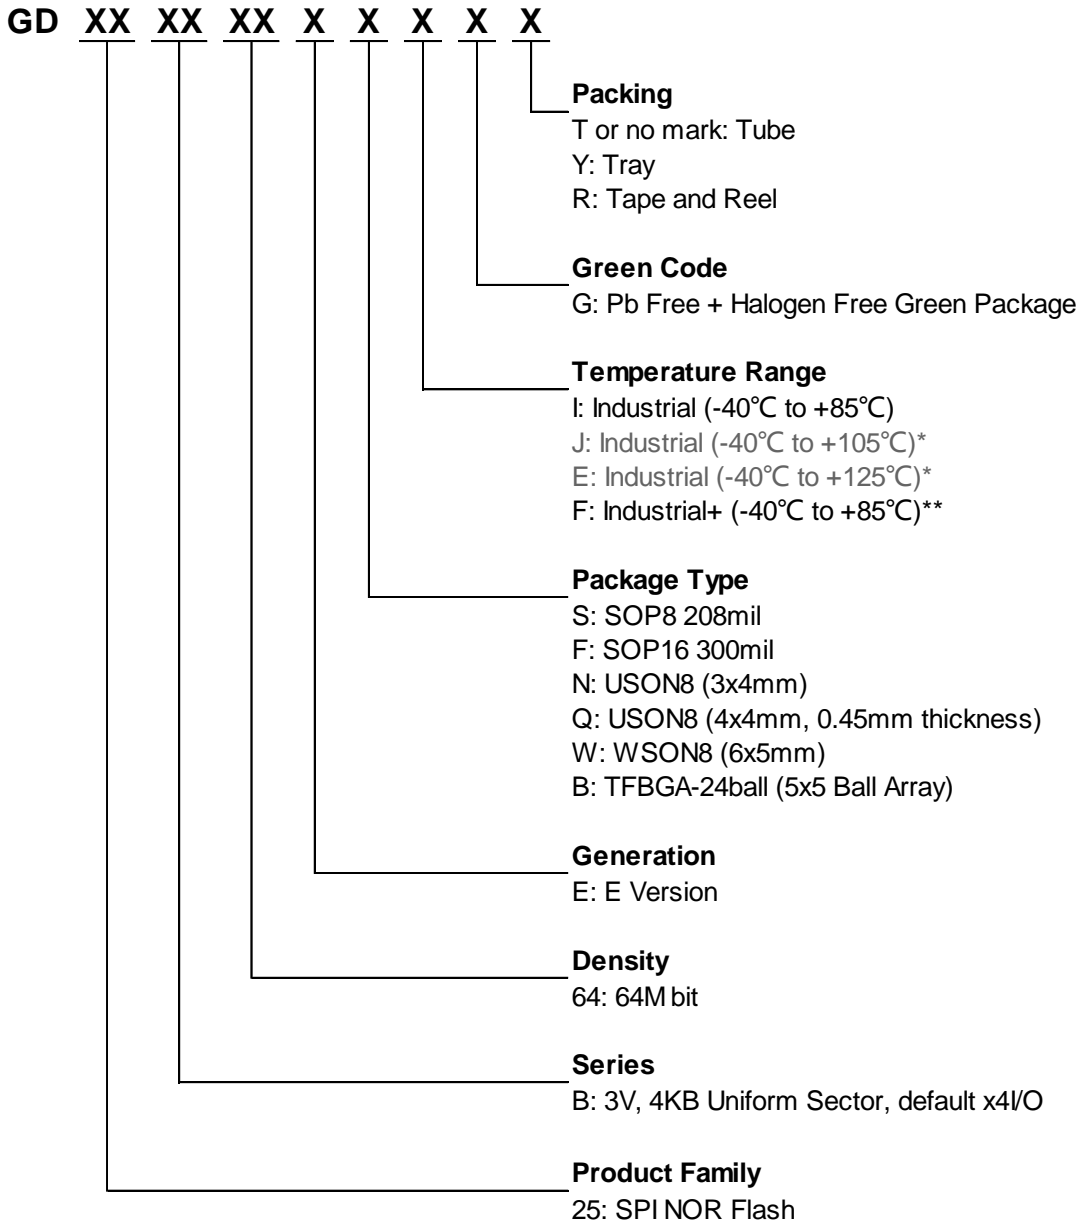 GD XX XX XX X X X X X
Packing
T or no mark: Tube
Y: Tray
R: Tape and Reel
Green Code
G: Pb Free + Halogen Free Green Package
Temperature Range
I: Industrial (-40℃ to +85℃)
J: Industrial (-40℃ to +105℃)*
E: Industrial (-40℃ to +125℃)*
F: Industrial+ (-40℃ to +85℃)**
Package Type
S: SOP8 208mil
F: SOP16 300mil
N: USON8 (3x4mm)
Q: USON8 (4x4mm, 0.45mm thickness)
W: WSON8 (6x5mm)
B: TFBGA-24ball (5x5 Ball Array)
Generation
E: E Version
Density
64: 64M bit
Series
B: 3V, 4KB Uniform Sector, default x4I/O
Product Family
25: SPI NOR Flash